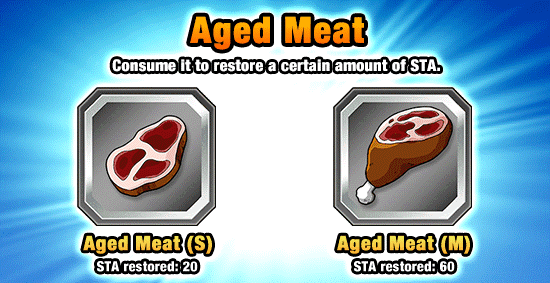 Aged Meat
Consume it to restore a certain amount of STA.
Aged Meat (S)
STA restored: 20
Aged Meat (M)
STA restored: 60